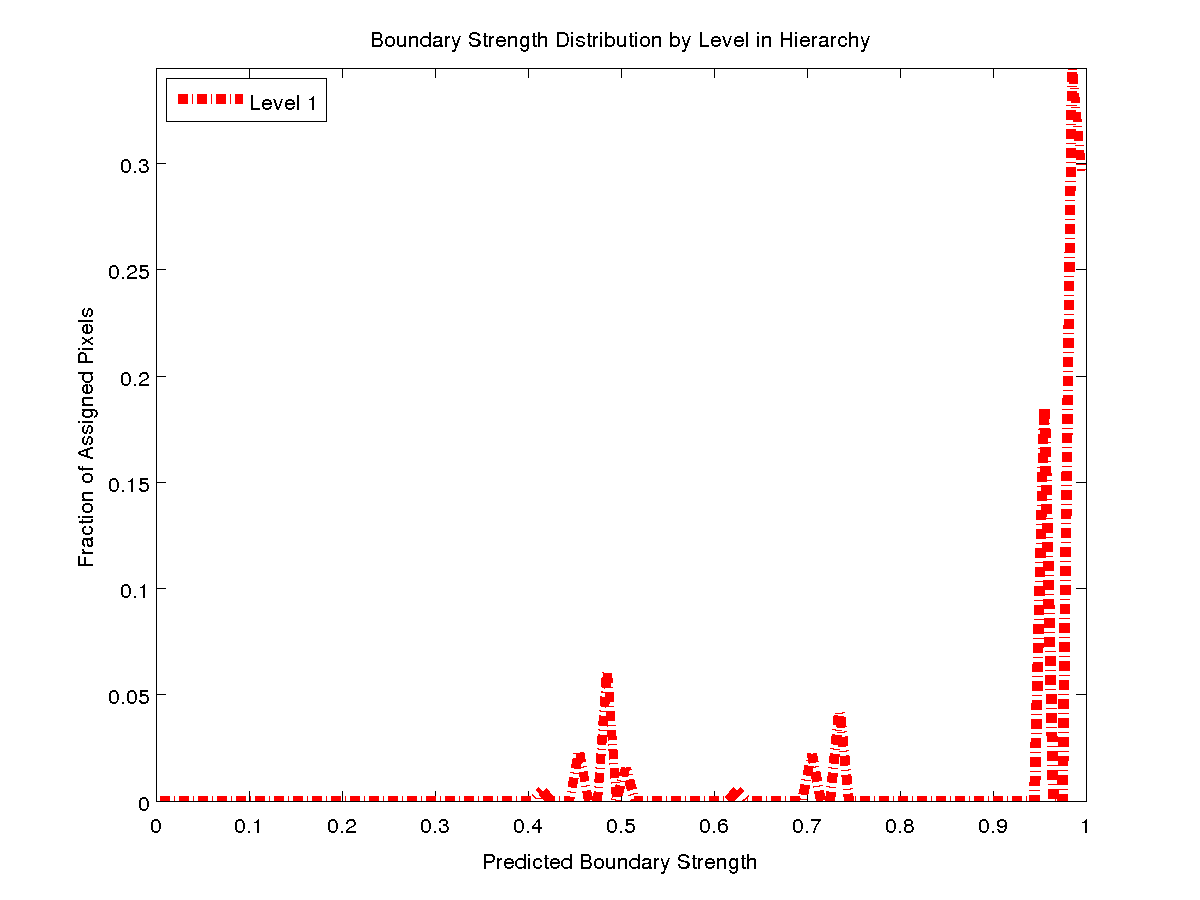 Boundary Strength Distribution by Level in Hierarchy
Level 1
Fraction of Assigned Pixels
0.3
0.25
0.2
0.15
0.1
0.05
0
0 0.1 0.2 0.3 0.4 0.5 0.6 0.7 0.8 0.9 1
Predicted Boundary Strength